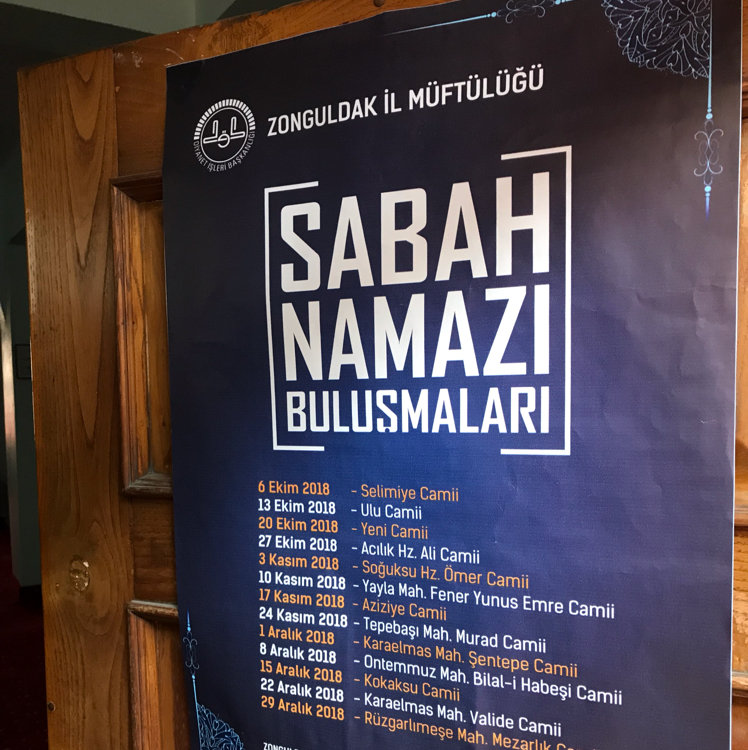 ZONGULDAK İL MÜFTÜLÜĞÜ
DİYANET İŞLERİ BAŞKANLIĞI
SABAH
NAMAZI
BULUŞMALARI
6 Ekim 2018 - Selimiye Camii
13 Ekim 2018 - Ulu Camii
20 Ekim 2018 - Yeni Camii
27 Ekim 2018 - Acılık Hz. Ali Camii
3 Kasım 2018 - Soğuksu Hz. Ömer Camii
10 Kasım 2018 - Yayla Mah. Fener Yunus Emre Camii
17 Kasım 2018 - Aziziye Camii
24 Kasım 2018 - Tepebaşı Mah. Murad Camii
1 Aralık 2018 - Karaelmas Mah. Şentepe Camii
8 Aralık 2018 - Ontemmuz Mah. Bilal-i Habeşi Camii
15 Aralık 2018 - Kokaksu Camii
22 Aralık 2018 - Karaelmas Mah. Valide Camii
29 Aralık 2018 - Rüzgarlımeşe Mah. Mezarlık